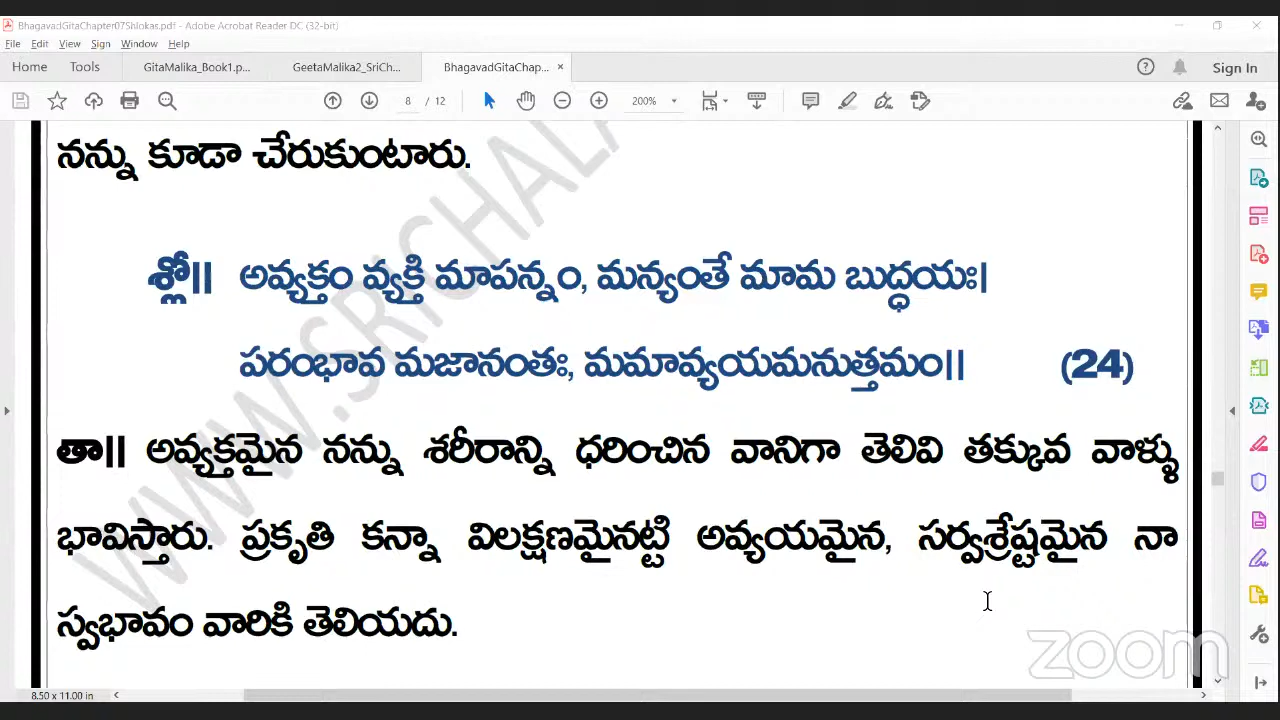 BhagavadGitaChapter07Shlokas.pdf - Adobe Acrobat Reader DC (32-bit)
File Edit View Sign Window Help
Home Tools GitaMalika_Book1.p... GeetaMalika2_SriCh... BhagavadGitaChap... × Sign In
8 / 12 200%
నన్ను కూడా చేరుకుంటారు.
శ్లో॥ అవ్యక్తం వ్యక్తి మాపన్నం, మన్యంతే మామ బుద్ధయః।
పరంభావ మజానంతః, మమావ్యయమనుత్తమం॥ (24)
తా॥ అవ్యక్తమైన నన్ను శరీరాన్ని ధరించిన వానిగా తెలివి తక్కువ వాళ్ళు
భావిస్తారు. ప్రకృతి కన్నా విలక్షణమైనట్టి అవ్యయమైన, సర్వశ్రేష్టమైన నా
స్వభావం వారికి తెలియదు.
WWW.SRICHALA
zoom
8.50 x 11.00 in